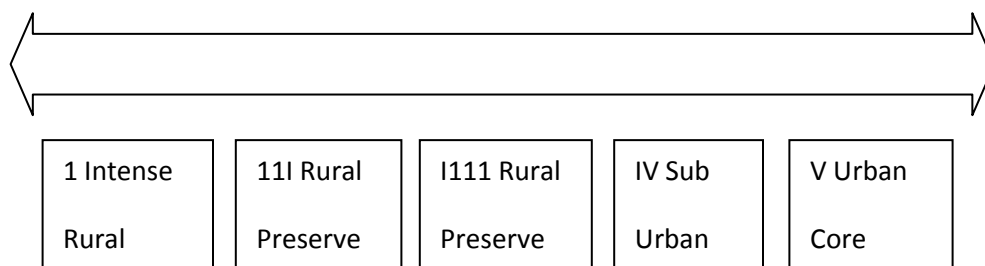 1 Intense
Rural
11I Rural
Preserve
I111 Rural
Preserve
IV Sub
Urban
V Urban
Core